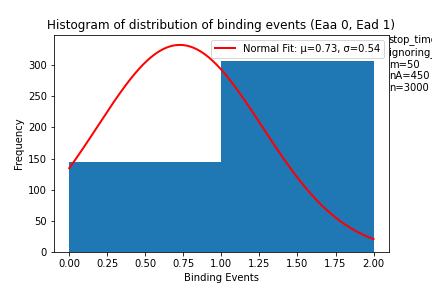 Histogram of distribution of binding events (Eaa 0, Ead 1)
Normal Fit: μ=0.73, σ=0.54
m=50
nA=450
n=3000
300
250
200
150
100
50
0
Frequency
0.00 0.25 0.50 0.75 1.00 1.25 1.50 1.75 2.00
Binding Events